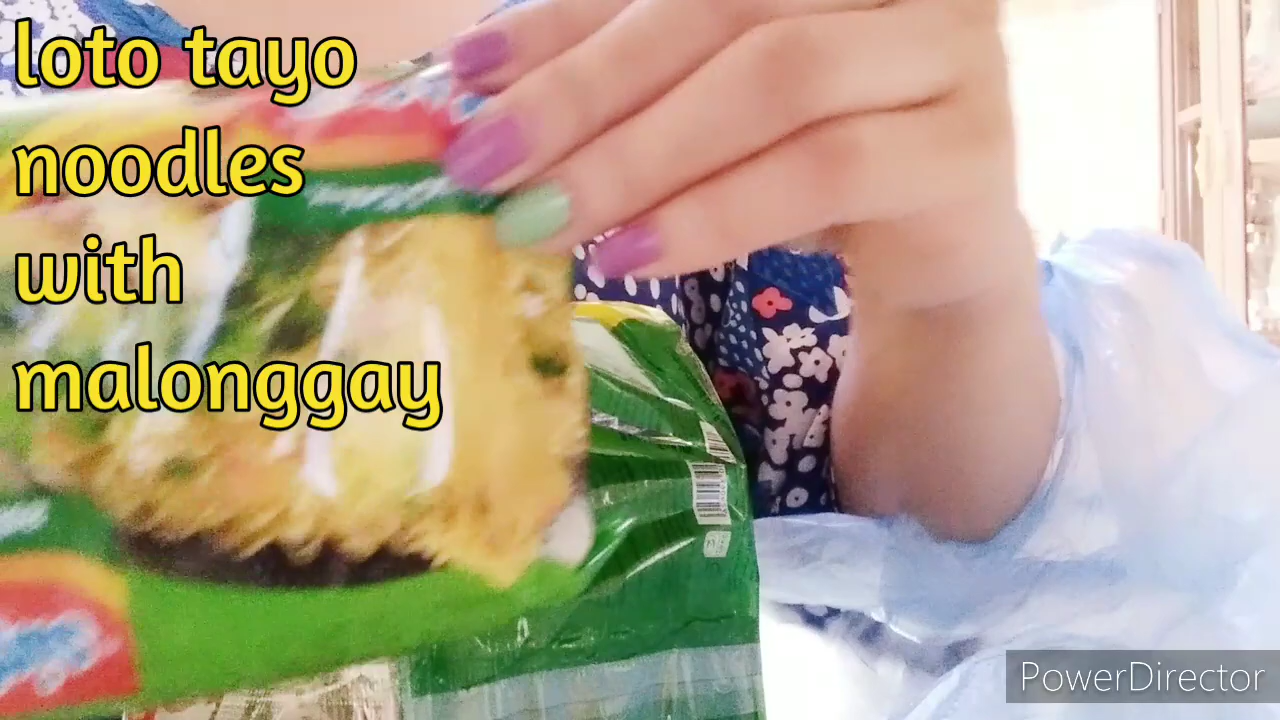 loto tayo
noodles
with
malonggay
PowerDirector